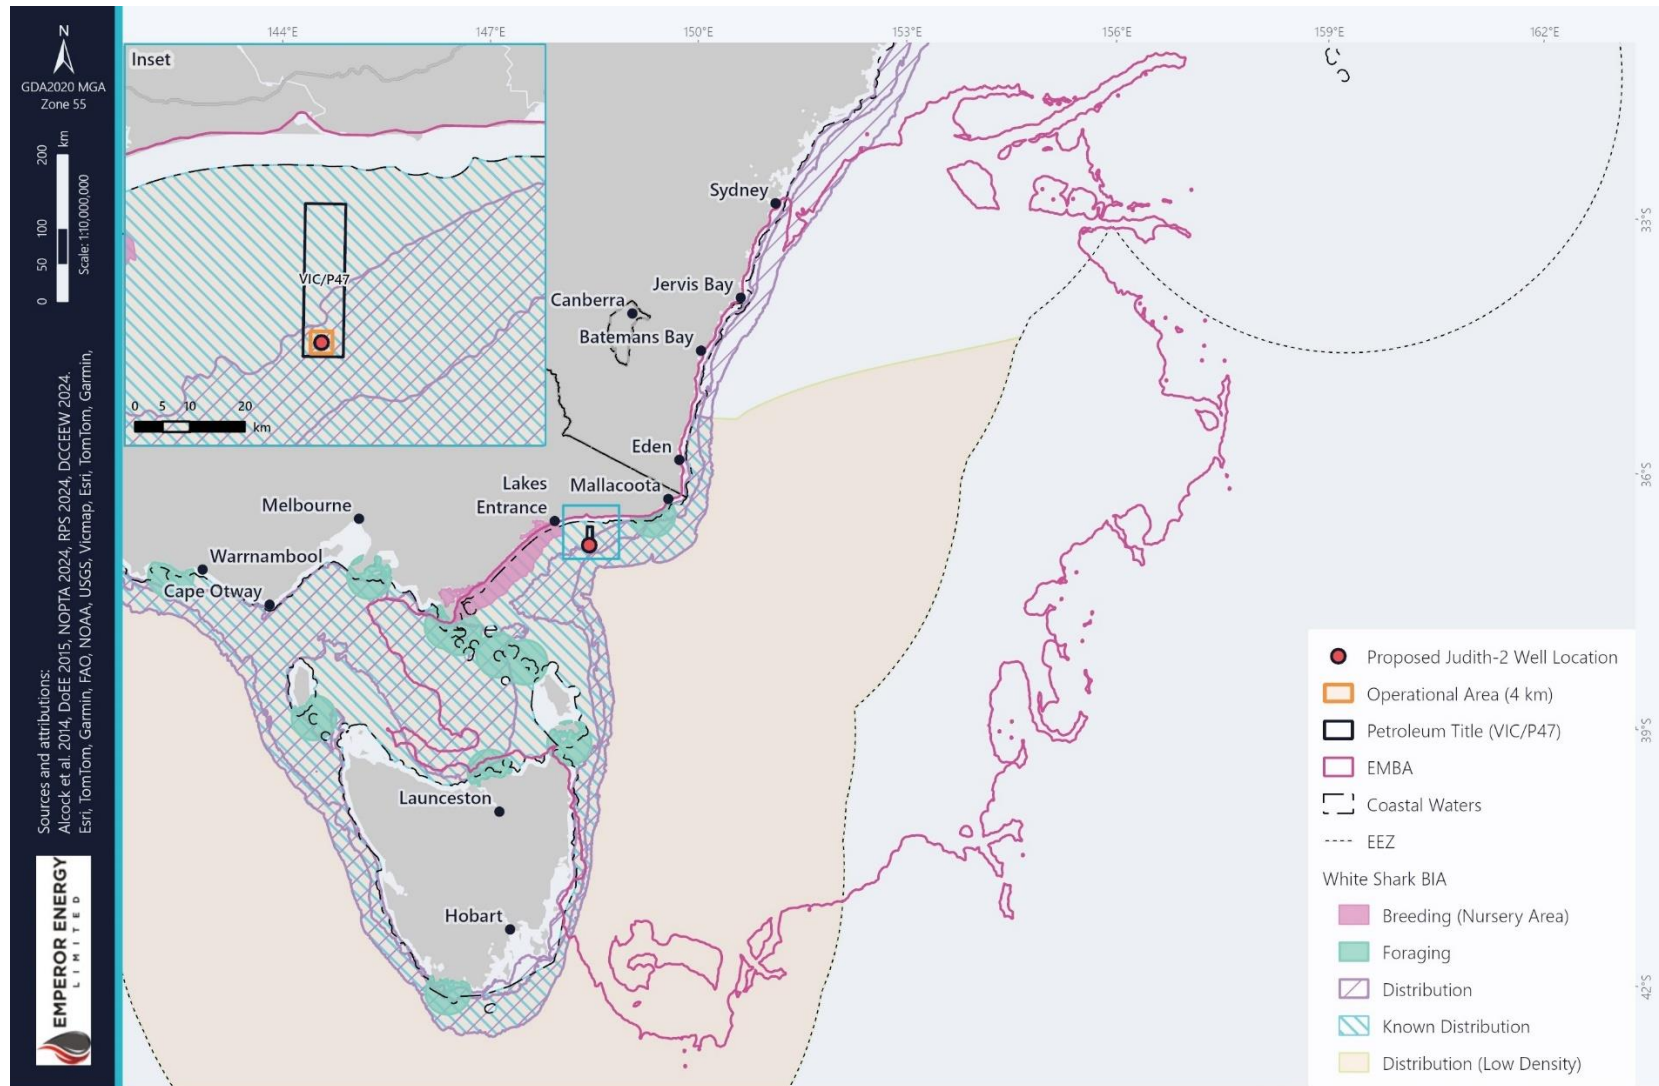 N
GDA2020 MGA
Zone 55
0 50 100 200
km
Scale: 1:10,000,000
Sources and attributions:
Alcock et al. 2014, DoEE 2015, NOPTA 2024, RPS 2024, DCCEEW 2024.
Esri, TomTom, Garmin, FAO, NOAA, USGS, Vicmap, Esri, TomTom, Garmin,
EMPEROR ENERGY
LIMITED
144°E 147°E 150°E 153°E 156°E 159°E 162°E
33°S
36°S
39°S
42°S
Inset
VIC/P47
0 5 10 20
km
Sydney
Jervis Bay
Canberra
Batemans Bay
Eden
Mallacoota
Lakes
Entrance
Melbourne
Warrnambool
Cape Otway
Launceston
Hobart
Proposed Judith-2 Well Location
Operational Area (4 km)
Petroleum Title (VIC/P47)
EMBA
Coastal Waters
EEZ
White Shark BIA
Breeding (Nursery Area)
Foraging
Distribution
Known Distribution
Distribution (Low Density)